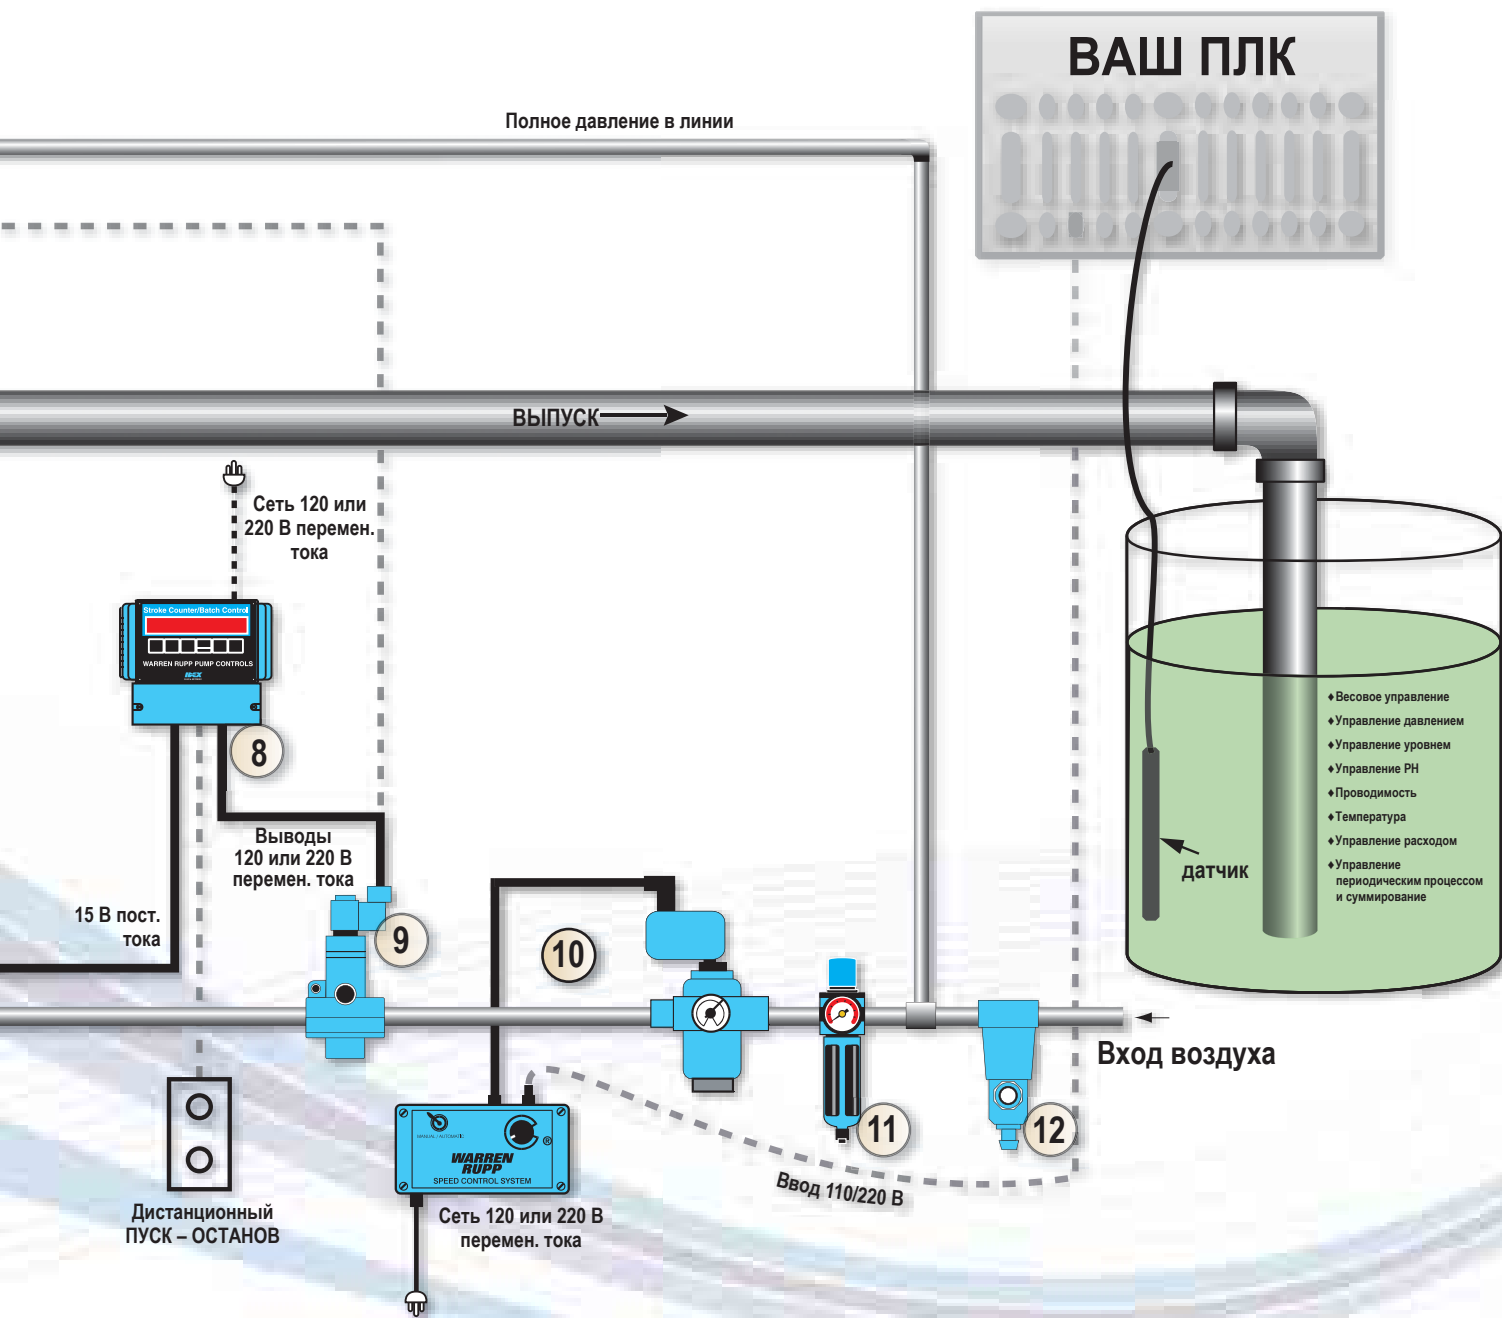 ВАШ ПЛК
Полное давление в линии
ВЫПУСК
Сеть 120 или
220 В перемен.
тока
Stroke Counter/Batch Control
WARREN RUPP PUMP CONTROLS
IDEX
8
Выводы
120 или 220 В
перемен. тока
15 В пост.
тока
9
10
♦Весовое управление
♦Управление давлением
♦Управление уровнем
♦Управление PH
♦Проводимость
♦Температура
♦Управление расходом
♦Управление
периодическим процессом
и суммирование
датчик
Вход воздуха
11
12
MANUAL / AUTOMATIC
®
WARREN
RUPP
SPEED CONTROL SYSTEM
Ввод 110/220 В
Дистанционный
ПУСК – ОСТАНОВ
Сеть 120 или 220 В
перемен. тока